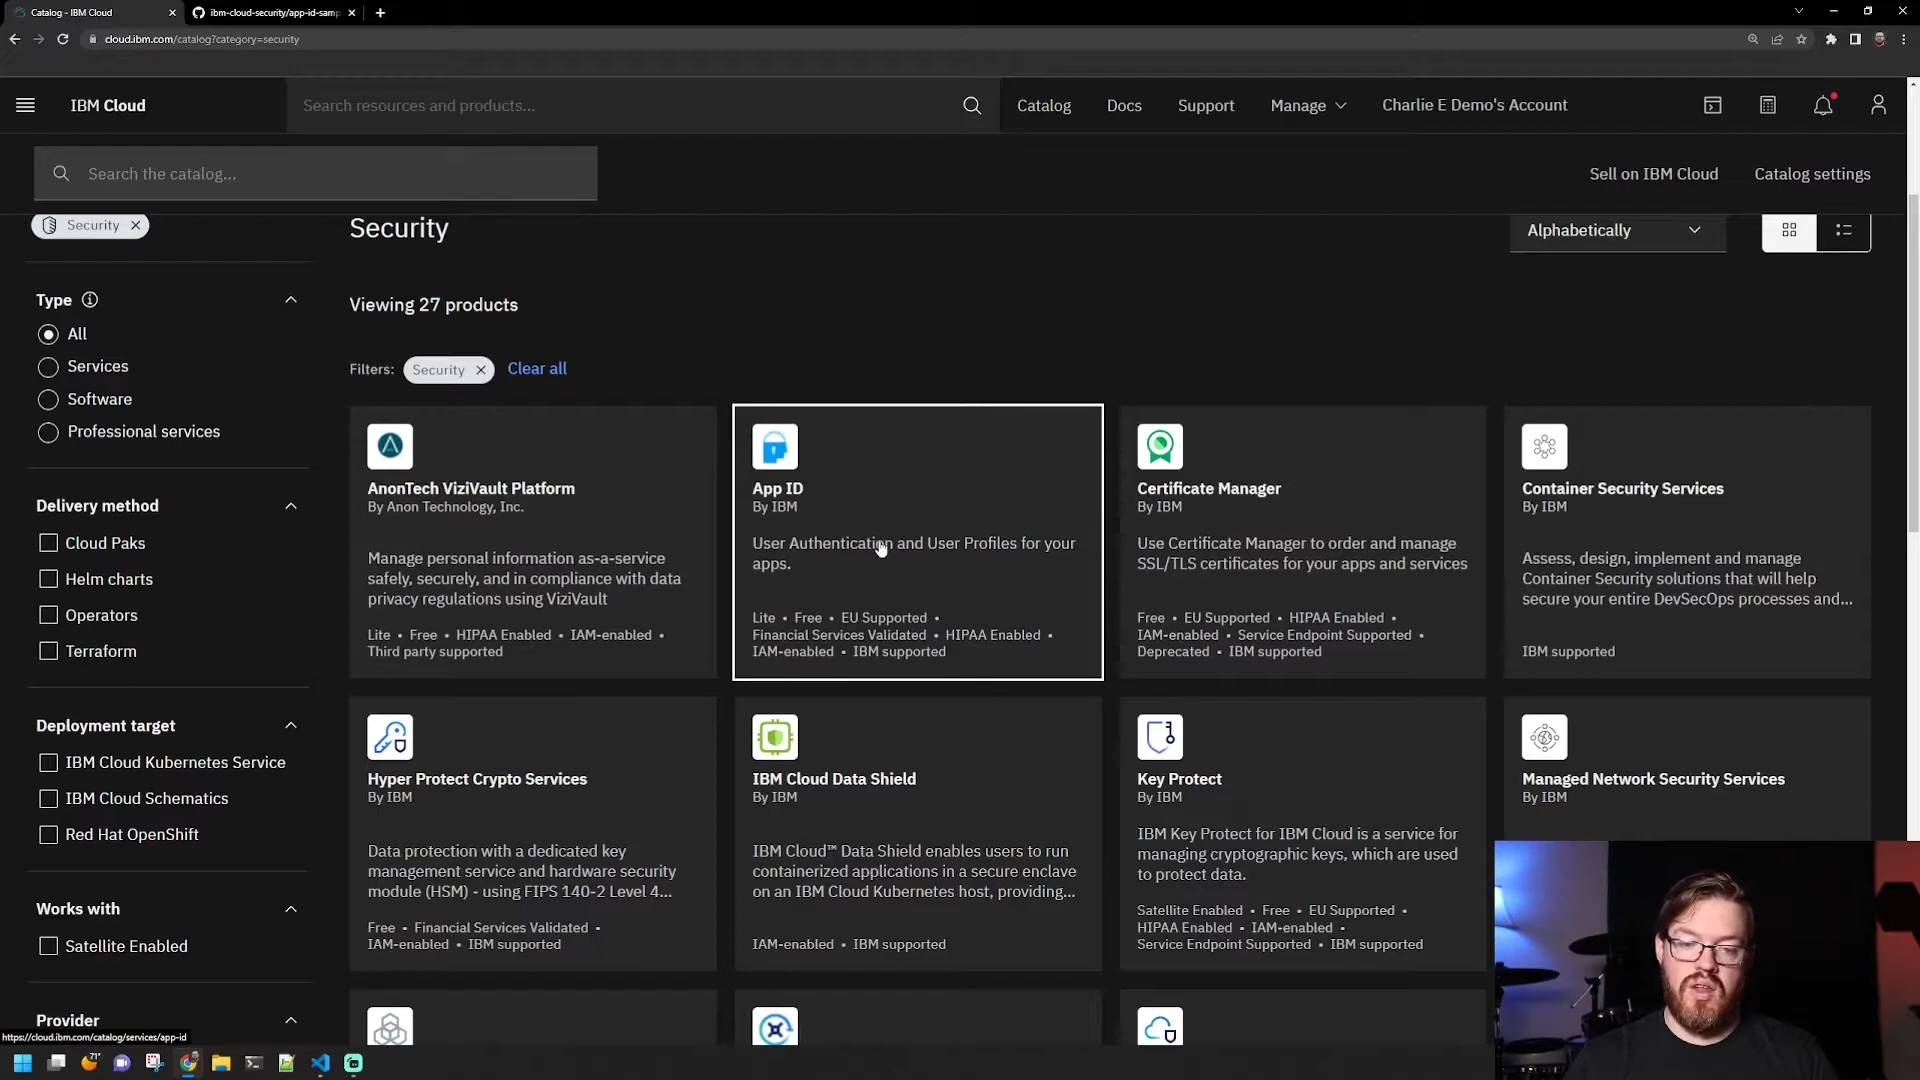 Catalog - IBM Cloud
ibm-cloud-security/app-id-samp
cloud.ibm.com/catalog?category=security
IBM Cloud
Search resources and products...
Catalog
Docs
Support
Manage
Charlie E Demo's Account
Search the catalog...
Sell on IBM Cloud
Catalog settings
Security
Security
Alphabetically
Type
All
Services
Software
Professional services
Viewing 27 products
Filters:
Security
Clear all
Delivery method
Cloud Paks
Helm charts
Operators
Terraform
Deployment target
IBM Cloud Kubernetes Service
IBM Cloud Schematics
Red Hat OpenShift
Works with
Satellite Enabled
Provider
AnonTech ViziVault Platform
By Anon Technology, Inc.
Manage personal information as-a-service
safely, securely, and in compliance with data
privacy regulations using ViziVault
Lite • Free • HIPAA Enabled • IAM-enabled •
Third party supported
App ID
By IBM
User Authentication and User Profiles for your
apps.
Lite • Free • EU Supported •
Financial Services Validated • HIPAA Enabled •
IAM-enabled • IBM supported
Certificate Manager
By IBM
Use Certificate Manager to order and manage
SSL/TLS certificates for your apps and services
Free • EU Supported • HIPAA Enabled •
IAM-enabled • Service Endpoint Supported •
Deprecated • IBM supported
Container Security Services
By IBM
Assess, design, implement and manage
Container Security solutions that will help
secure your entire DevSecOps processes and...
IBM supported
Hyper Protect Crypto Services
By IBM
Data protection with a dedicated key
management service and hardware security
module (HSM) - using FIPS 140-2 Level 4...
Free • Financial Services Validated •
IAM-enabled • IBM supported
IBM Cloud Data Shield
By IBM
IBM Cloud™ Data Shield enables users to run
containerized applications in a secure enclave
on an IBM Cloud Kubernetes host, providing...
IAM-enabled • IBM supported
Key Protect
By IBM
IBM Key Protect for IBM Cloud is a service for
managing cryptographic keys, which are used
to protect data.
Satellite Enabled • Free • EU Supported •
HIPAA Enabled • IAM-enabled •
Service Endpoint Supported • IBM supported
Managed Network Security Services
By IBM
https://cloud.ibm.com/catalog/services/app-id
71°